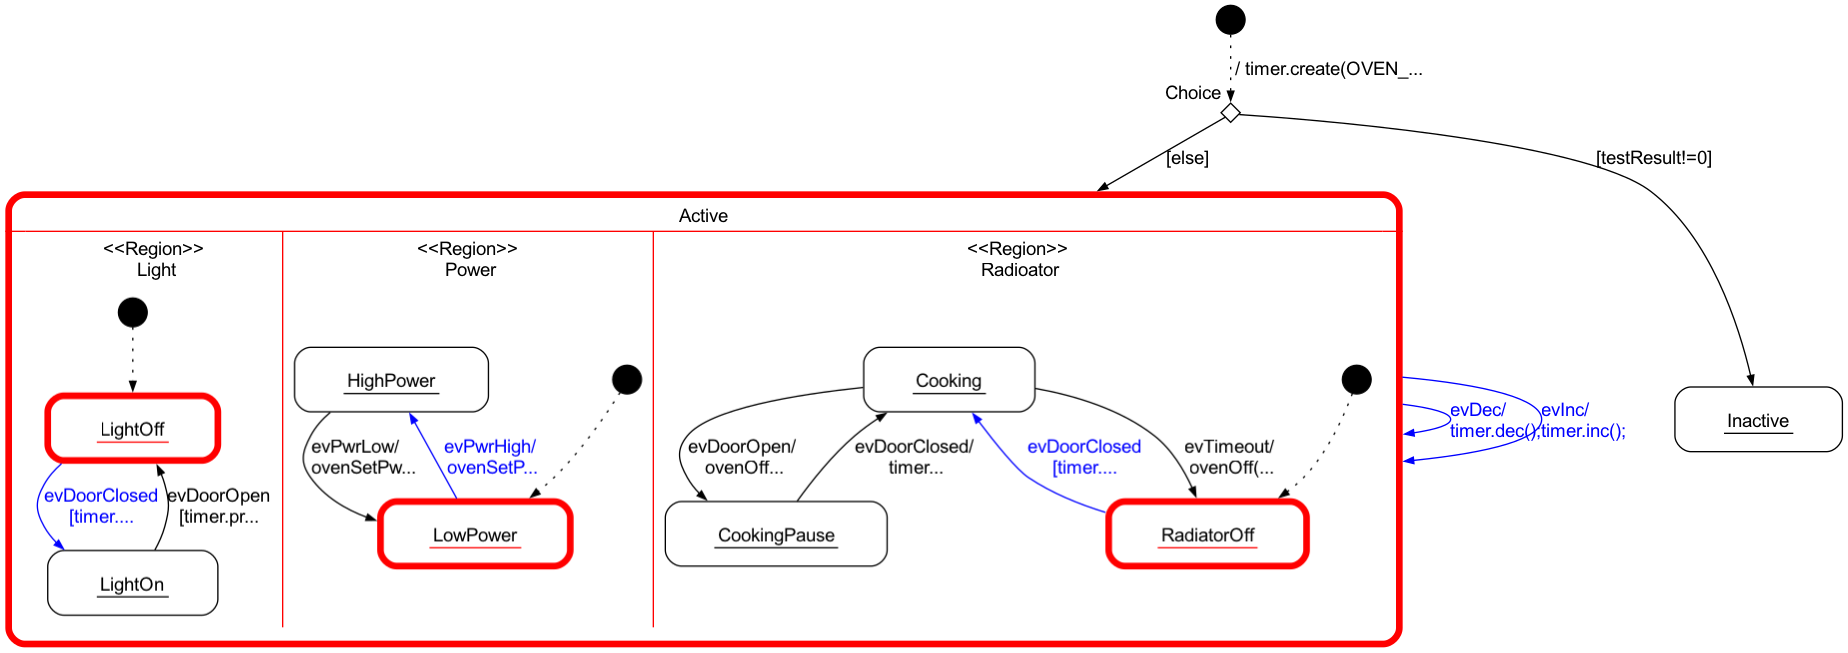 / timer.create(OVEN_...
Choice
[else]
[testResult!=0]
Active
<<Region>>
Light
<<Region>>
Power
<<Region>>
Radioator
HighPower
Cooking
LightOff
evDec/
timer.dec();
evInc/
timer.inc();
Inactive
evPwrLow/
ovenSetPw...
evPwrHigh/
ovenSetP...
evDoorOpen/
ovenOff...
evDoorClosed/
timer...
evDoorClosed
[timer....
evTimeout/
ovenOff(...
evDoorClosed
[timer....
evDoorOpen
[timer.pr...
LowPower
CookingPause
RadiatorOff
LightOn